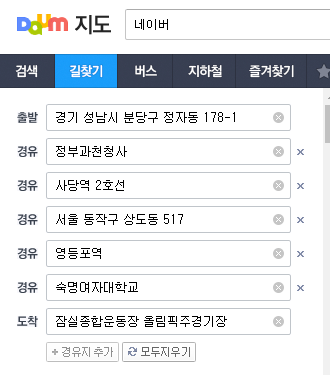 Daum 지도 네이버
검색 길찾기 버스 지하철 즐겨찾기
출발 경기 성남시 분당구 정자동 178-1
경유 정부과천청사
경유 사당역 2호선
경유 서울 동작구 상도동 517
경유 영등포역
경유 숙명여자대학교
도착 잠실종합운동장 올림픽주경기장
+ 경유지 추가 모두지우기